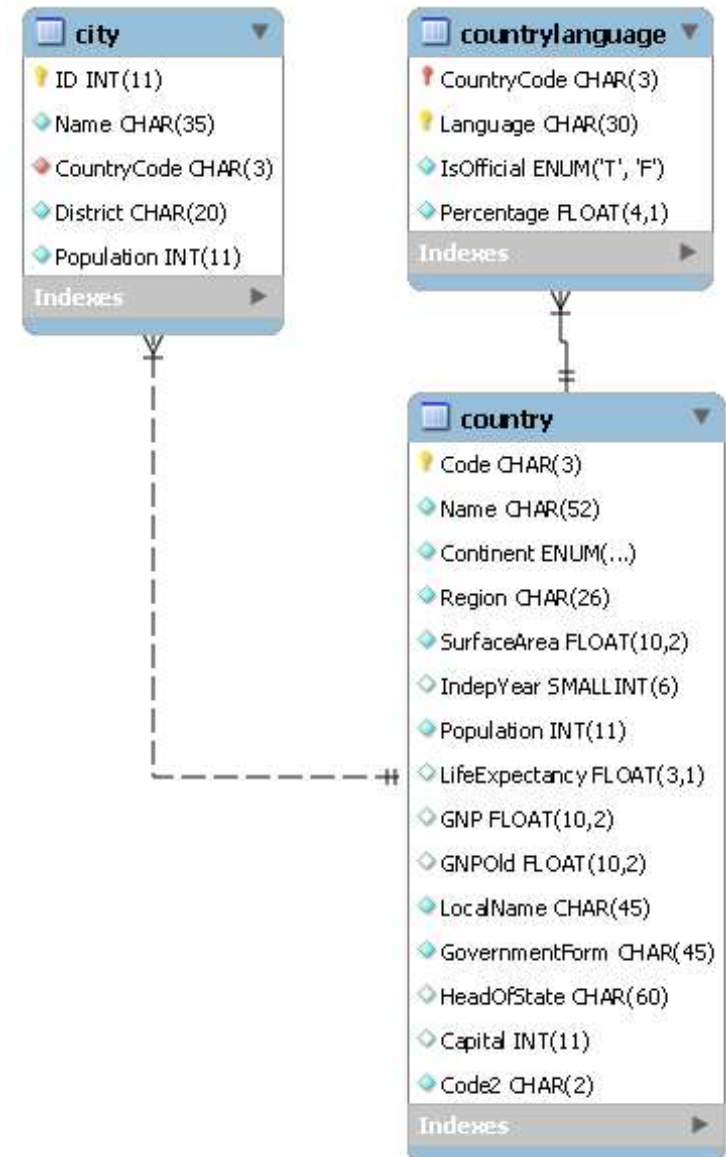 city
ID INT(11)
Name CHAR(35)
CountryCode CHAR(3)
District CHAR(20)
Population INT(11)
Indexes
countrylanguage
CountryCode CHAR(3)
Language CHAR(30)
IsOfficial ENUM('T', 'F')
Percentage FLOAT(4,1)
Indexes
country
Code CHAR(3)
Name CHAR(52)
Continent ENUM(...)
Region CHAR(26)
SurfaceArea FLOAT(10,2)
IndepYear SMALLINT(6)
Population INT(11)
LifeExpectancy FLOAT(3,1)
GNP FLOAT(10,2)
GNPOld FLOAT(10,2)
LocalName CHAR(45)
GovernmentForm CHAR(45)
HeadOfState CHAR(60)
Capital INT(11)
Code2 CHAR(2)
Indexes